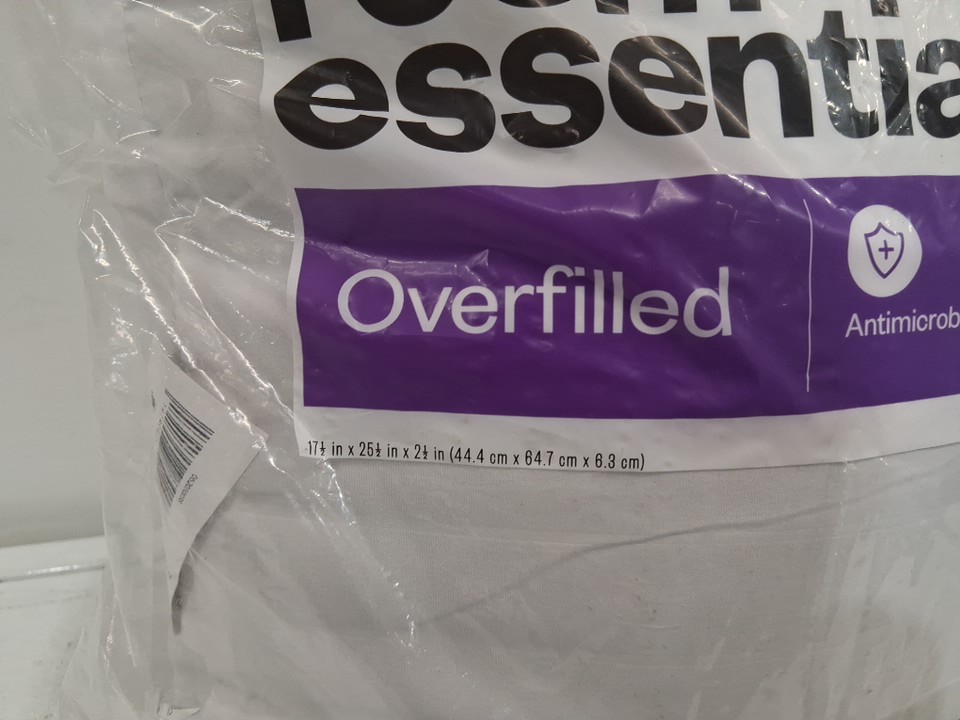 room
essentia
Overfilled
Antimicrob
17½ in x 25½ in x 2½ in (44.4 cm x 64.7 cm x 6.3 cm)